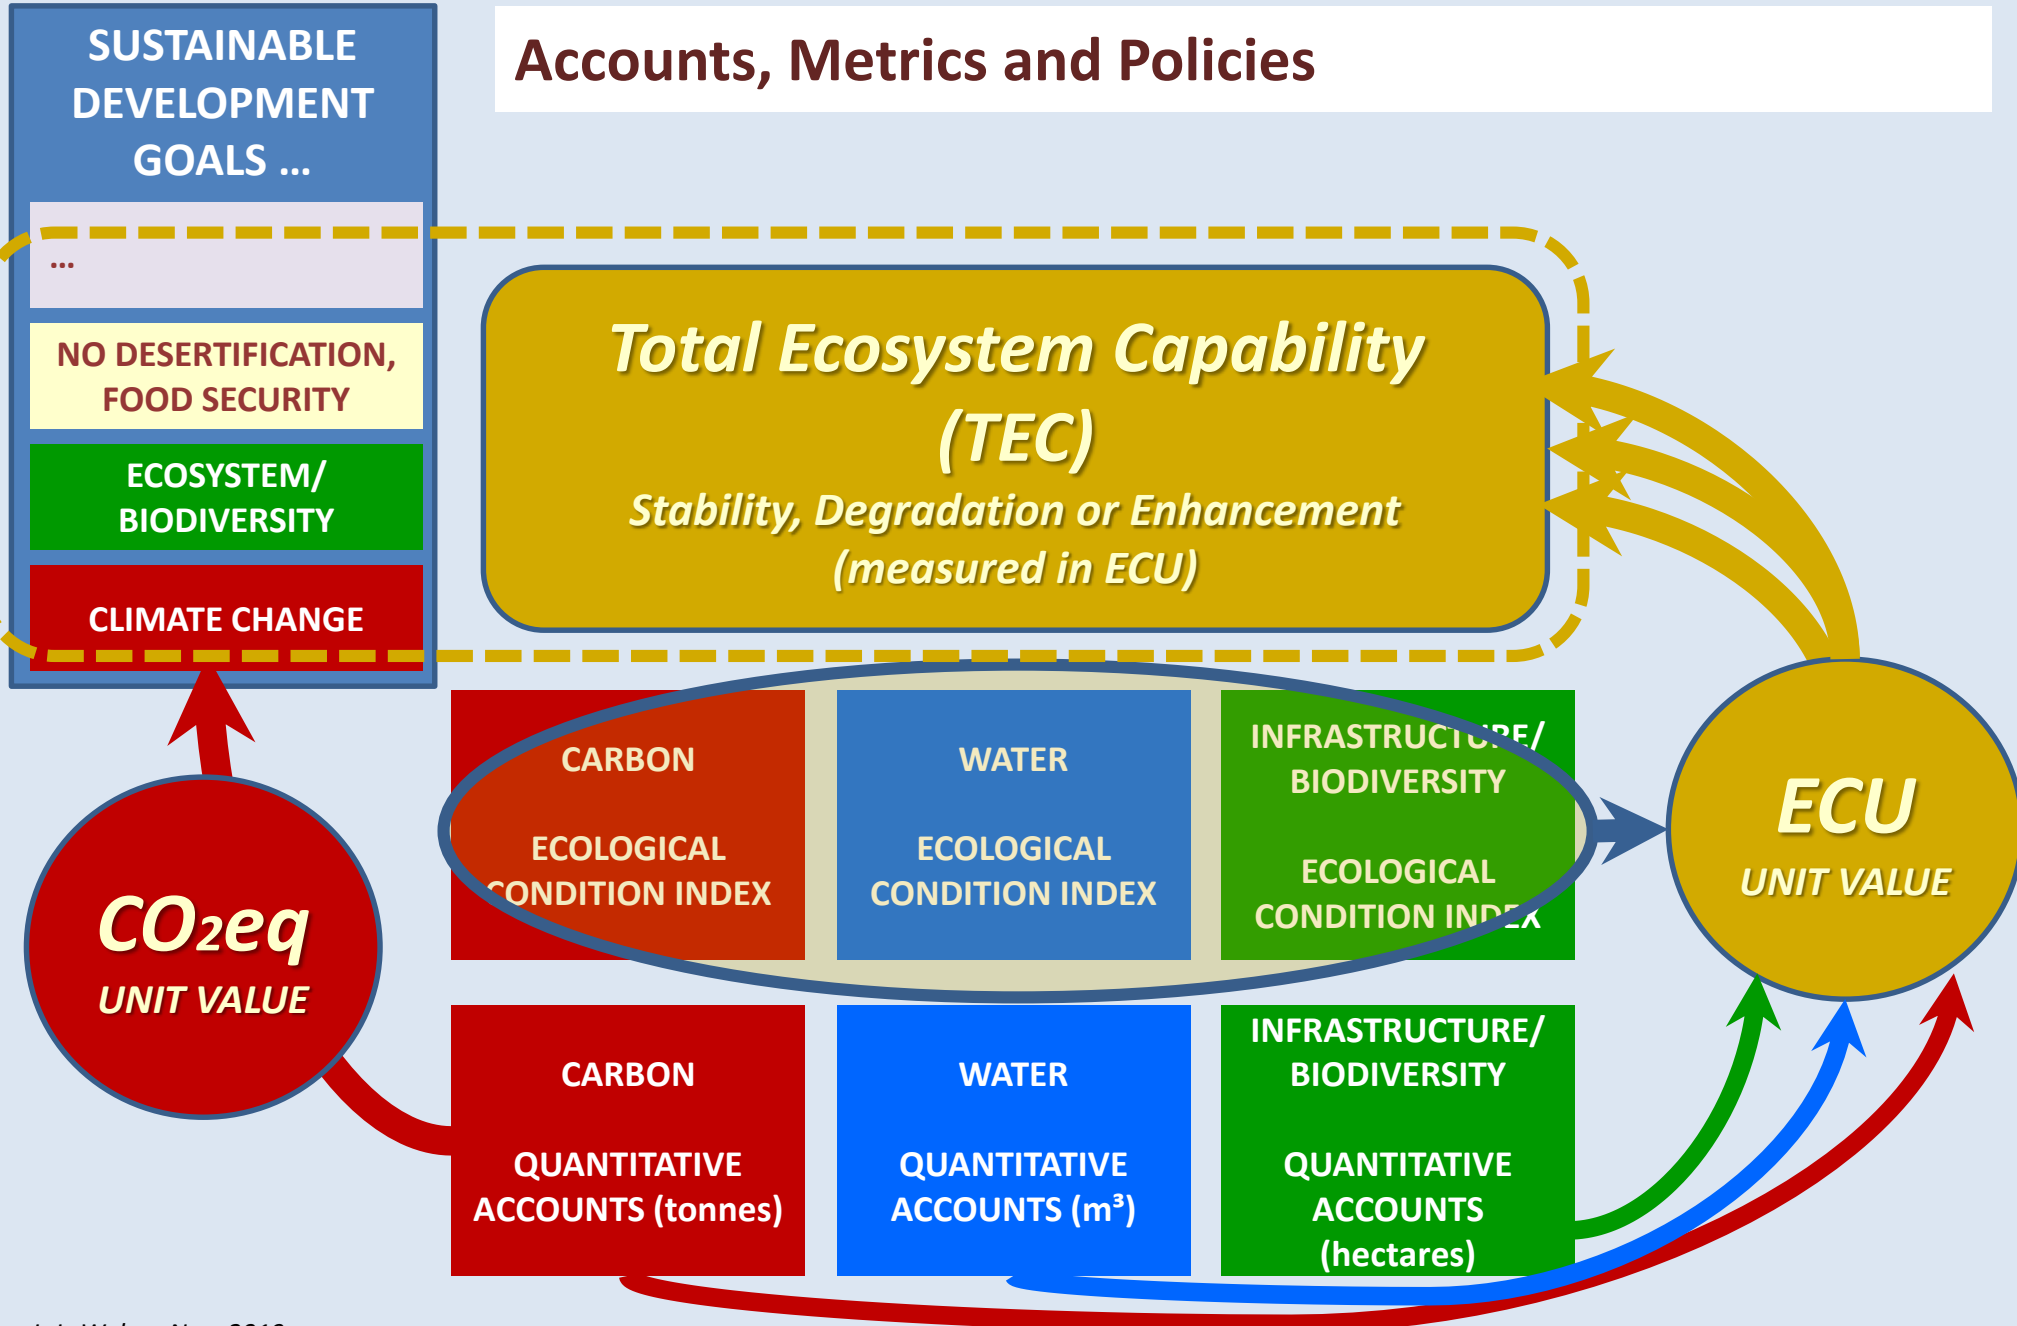 SUSTAINABLE
DEVELOPMENT
GOALS ...
Accounts, Metrics and Policies
...
NO DESERTIFICATION,
FOOD SECURITY
ECOSYSTEM/
BIODIVERSITY
CLIMATE CHANGE
Total Ecosystem Capability
(TEC)
Stability, Degradation or Enhancement
(measured in ECU)
CARBON
ECOLOGICAL
CONDITION INDEX
WATER
ECOLOGICAL
CONDITION INDEX
INFRASTRUCTURE/
BIODIVERSITY
ECOLOGICAL
CONDITION INDEX
ECU
UNIT VALUE
CO₂eq
UNIT VALUE
CARBON
QUANTITATIVE
ACCOUNTS (tonnes)
WATER
QUANTITATIVE
ACCOUNTS (m³)
INFRASTRUCTURE/
BIODIVERSITY
QUANTITATIVE
ACCOUNTS
(hectares)